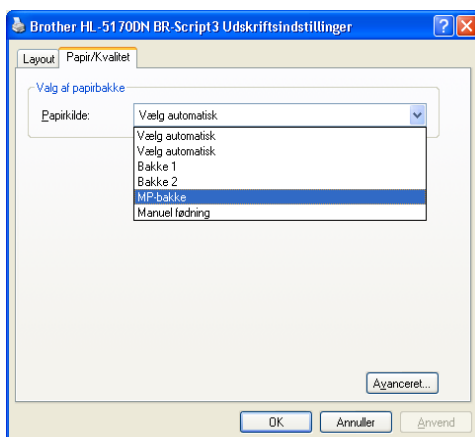 Brother HL-5170DN BR-Script3 Udskriftsindstillinger
Layout Papir/Kvalitet
Valg af papirbakke
Papirkilde: Vælg automatisk
Vælg automatisk
Vælg automatisk
Bakke 1
Bakke 2
MP-bakke
Manuel fødning
Avanceret...
OK Annuller Anvend